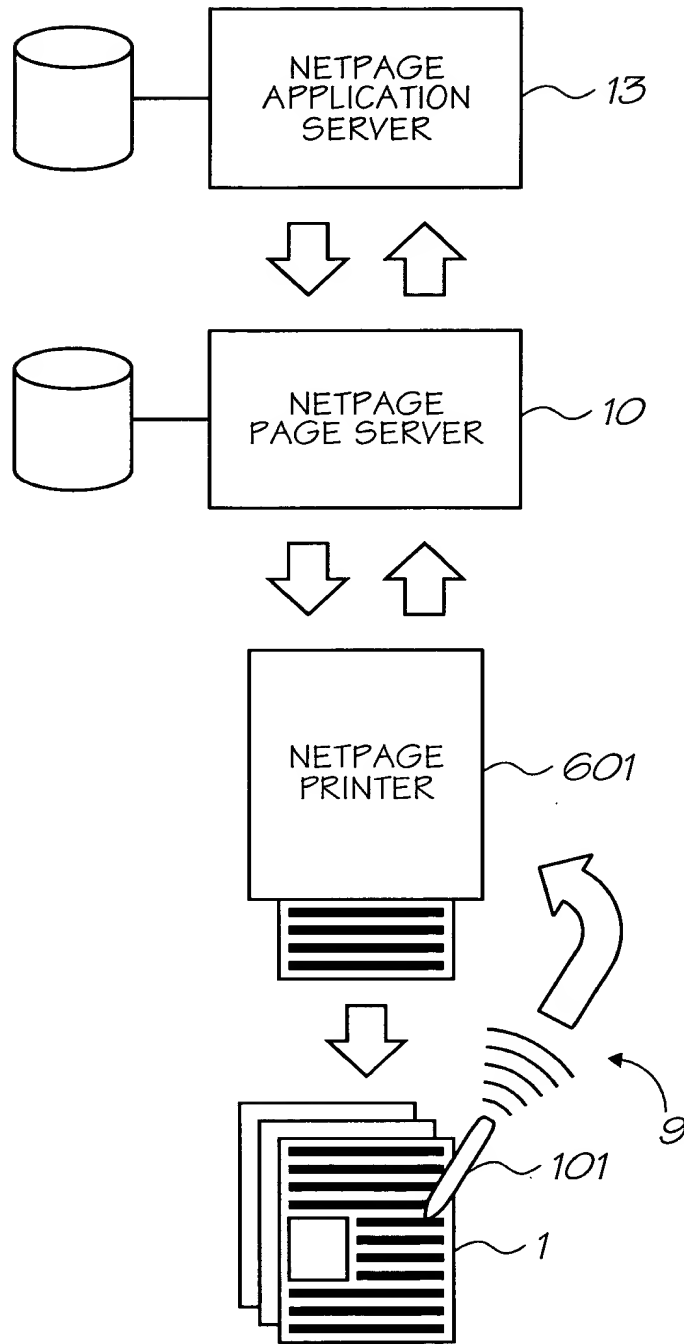 NETPAGE
APPLICATION
SERVER
13
NETPAGE
PAGE SERVER
10
NETPAGE
PRINTER
601
9
101
1